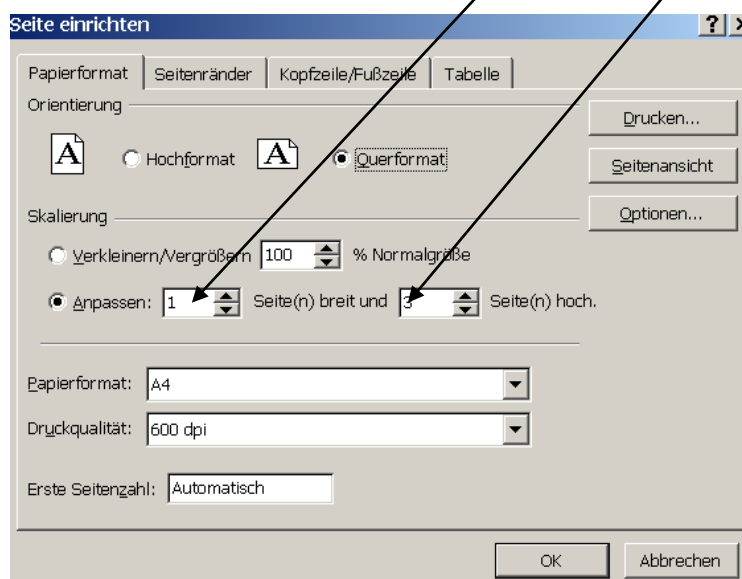 Seite einrichten ? x
Papierformat Seitenränder Kopfzeile/Fußzeile Tabelle
Orientierung
Drucken...
A Hochformat A Querformat
Seitenansicht
Skalierung
Optionen...
Verkleinern/Vergrößern 100 % Normalgröße
Anpassen: 1 Seite(n) breit und 3 Seite(n) hoch.
Papierformat: A4
Druckqualität: 600 dpi
Erste Seitenzahl: Automatisch
OK Abbrechen